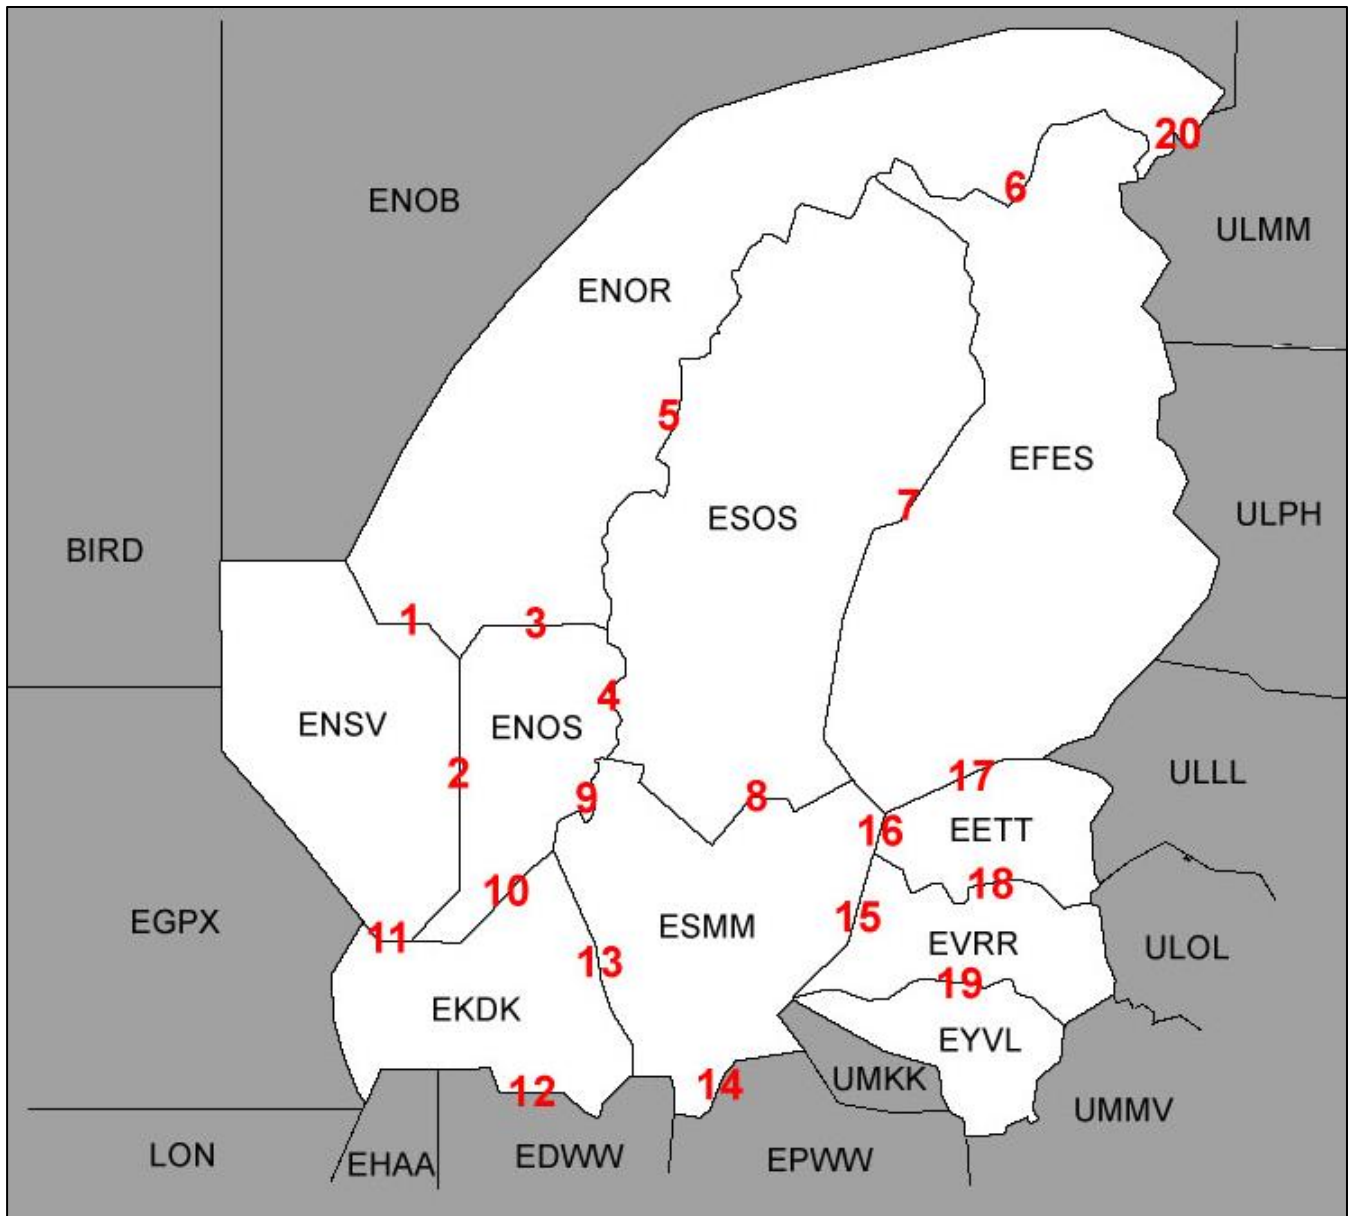 20
6
ENOB
ULMM
ENOR
5
EFES
7
ESOS
ULPH
BIRD
1
3
4
ENSV
ENOS
2
17
ULLL
9
8
16
EETT
10
18
15
EGPX
11
ESMM
EVRR
ULOL
13
19
EKDK
EYVL
12
14
UMKK
UMMV
LON
EHAA
EDWW
EPWW